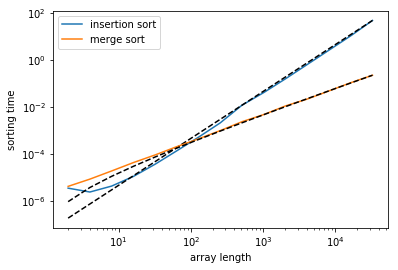 insertion sort
merge sort
10²
10⁰
10⁻²
10⁻⁴
10⁻⁶
sorting time
10¹ 10² 10³ 10⁴
array length